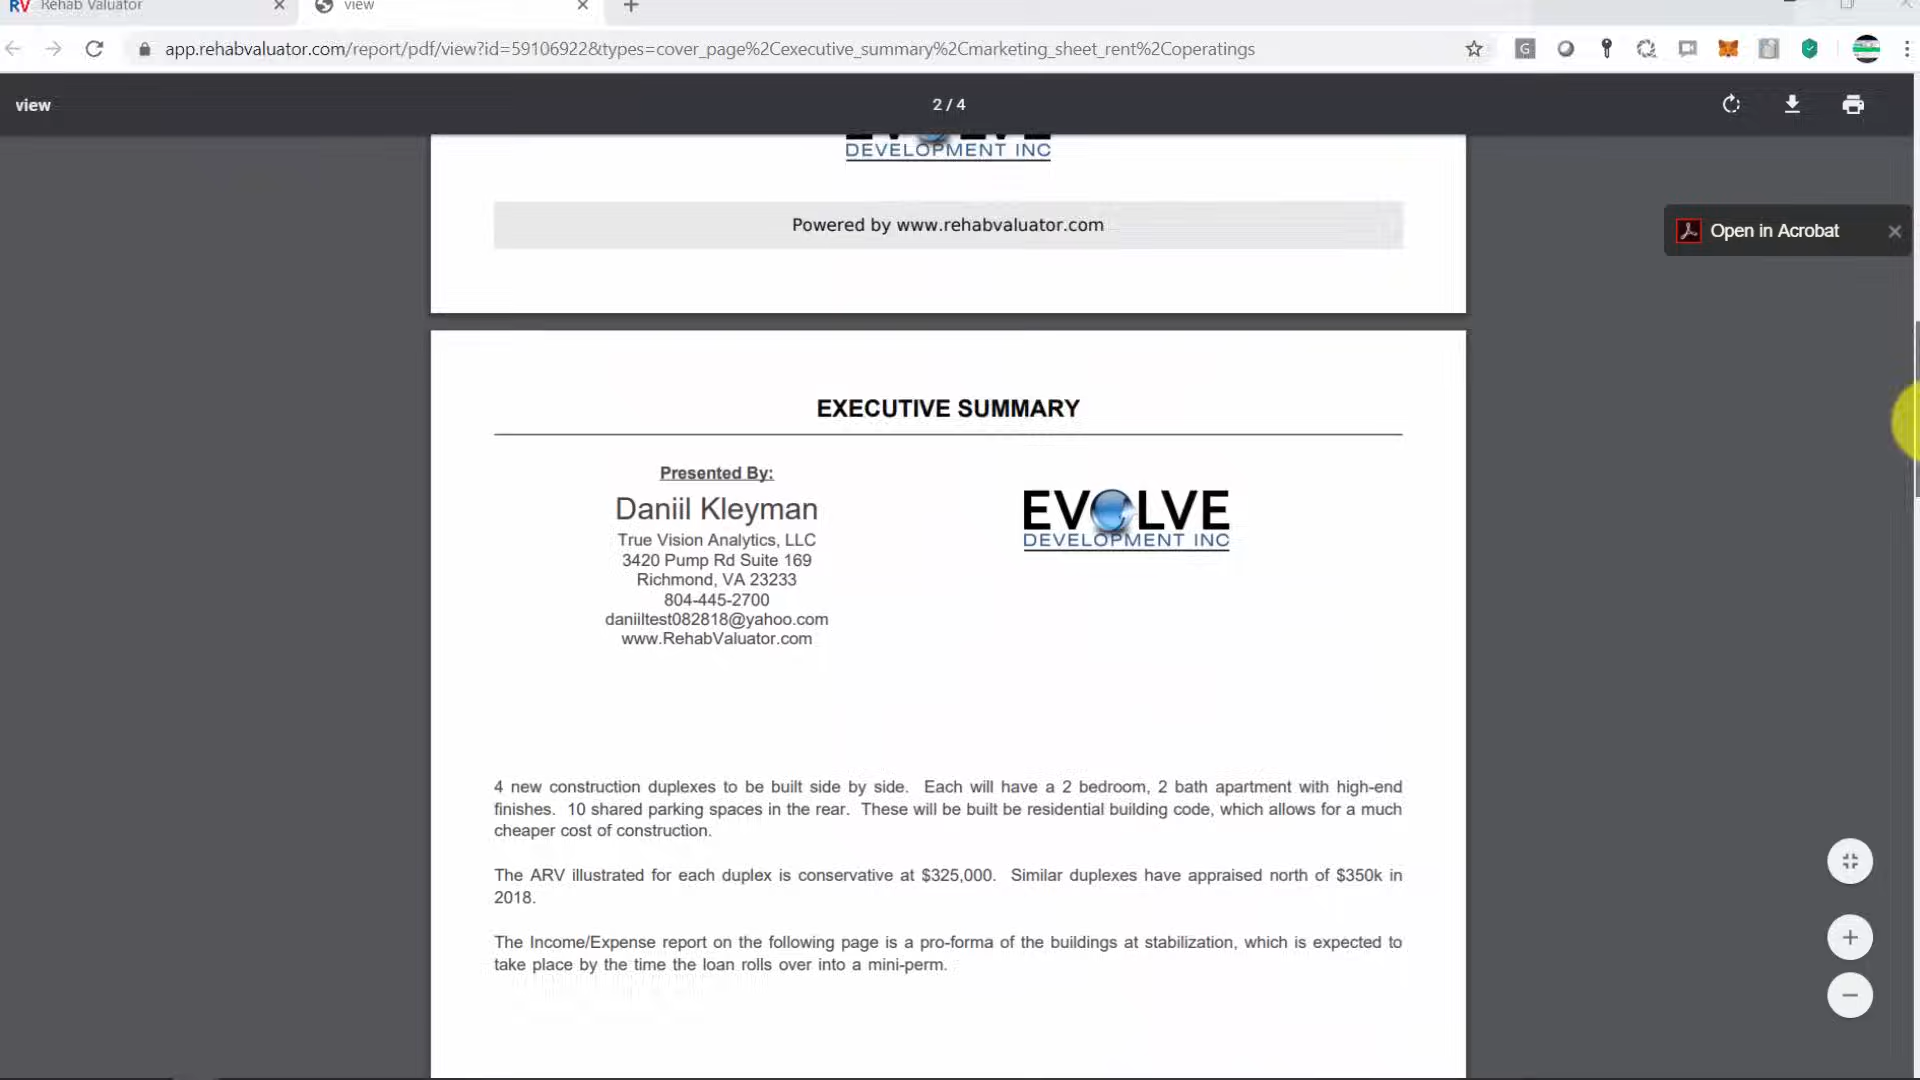 Rehab Valuator
view
app.rehabvaluator.com/report/pdf/view?id=59106922&types=cover_page%2Cexecutive_summary%2Cmarketing_sheet_rent%2Coperatings
view
2 / 4
DEVELOPMENT INC
Powered by www.rehabvaluator.com
Open in Acrobat
EXECUTIVE SUMMARY
Presented By:
Daniil Kleyman
True Vision Analytics, LLC
3420 Pump Rd Suite 169
Richmond, VA 23233
804-445-2700
daniiltest082818@yahoo.com
www.RehabValuator.com
EVOLVE
DEVELOPMENT INC
4 new construction duplexes to be built side by side. Each will have a 2 bedroom, 2 bath apartment with high-end
finishes. 10 shared parking spaces in the rear. These will be built be residential building code, which allows for a much
cheaper cost of construction.
The ARV illustrated for each duplex is conservative at $325,000. Similar duplexes have appraised north of $350k in
2018.
The Income/Expense report on the following page is a pro-forma of the buildings at stabilization, which is expected to
take place by the time the loan rolls over into a mini-perm.